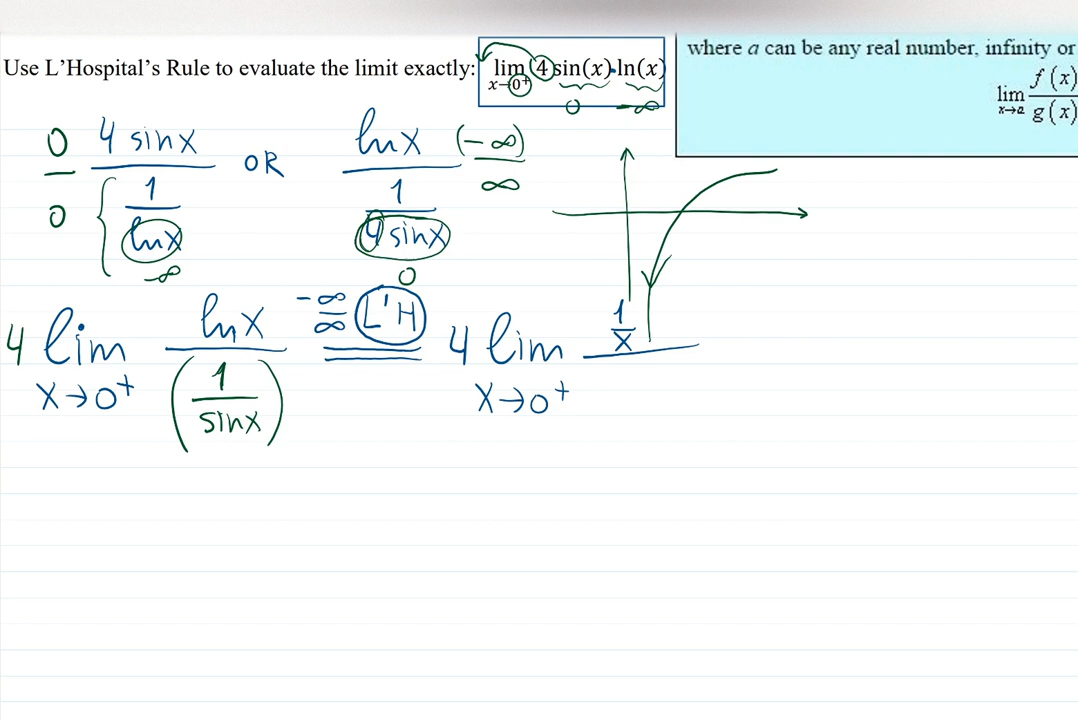 Use L’Hospital’s Rule to evaluate the limit exactly: lim x→0⁺ 4 sin(x)·ln(x)
0 -∞
where a can be any real number, infinity or
lim x→a f(x)/g(x)
0/0 4 sinx / (1/lnx) OR lnx / (1/(4 sinx)) (-∞)/∞
-∞ 0
4 lim x→0⁺ lnx / (1/sinx) -∞/∞ L'H = 4 lim x→0⁺ 1/x